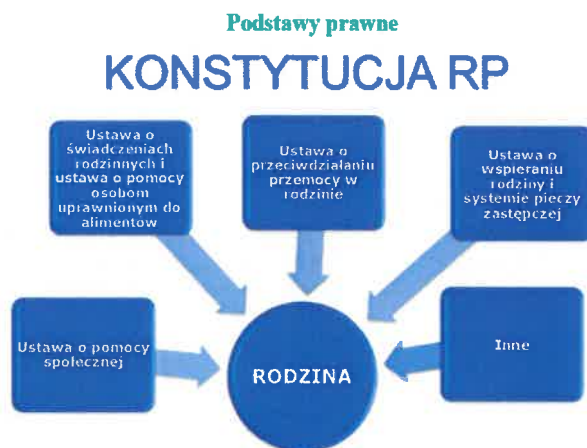 Podstawy prawne
KONSTYTUCJA RP
Ustawa o
świadczeniach
rodzinnych i
ustawa o pomocy
osobom
uprawnionym do
alimentów
Ustawa o
przeciwdziałaniu
przemocy w
rodzinie
Ustawa o
wspieraniu
rodziny i
systemie pieczy
zastępczej
Ustawa o pomocy
społecznej
RODZINA
Inne